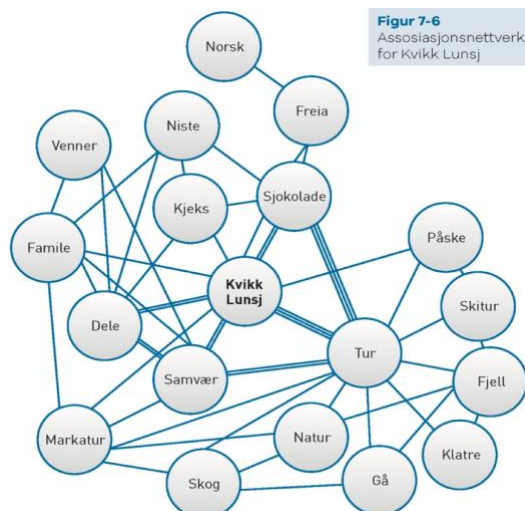 Figur 7-6
Assosiasjonsnettverk
for Kvikk Lunsj
Norsk
Freia
Niste
Venner
Sjokolade
Kjeks
Påske
Famile
Kvikk
Lunsj
Skitur
Dele
Tur
Samvær
Fjell
Markatur
Natur
Klatre
Skog
Gå